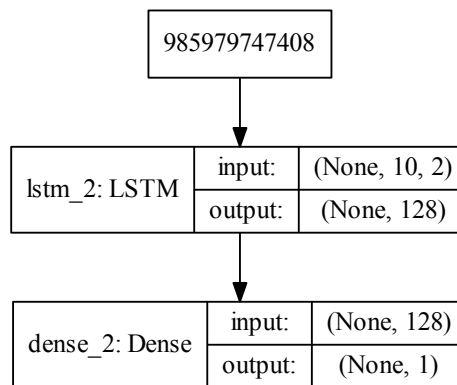 985979747408
lstm_2: LSTM
input:
(None, 10, 2)
output:
(None, 128)
dense_2: Dense
input:
(None, 128)
output:
(None, 1)